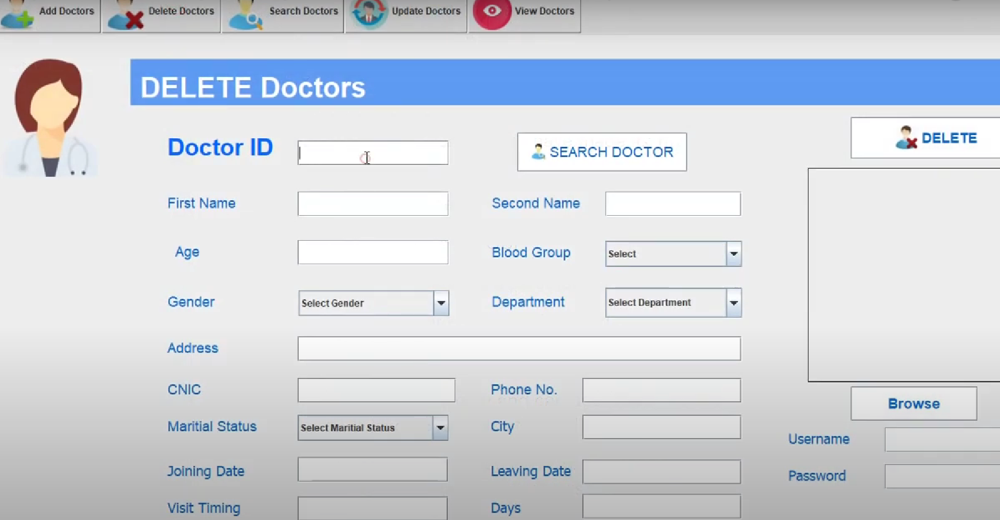 Add Doctors Delete Doctors Search Doctors Update Doctors View Doctors
DELETE Doctors
Doctor ID SEARCH DOCTOR DELETE
First Name Second Name
Age Blood Group Select
Gender Select Gender Department Select Department
Address
CNIC Phone No.
Browse
Maritial Status Select Maritial Status City
Username
Joining Date Leaving Date
Password
Visit Timing Days